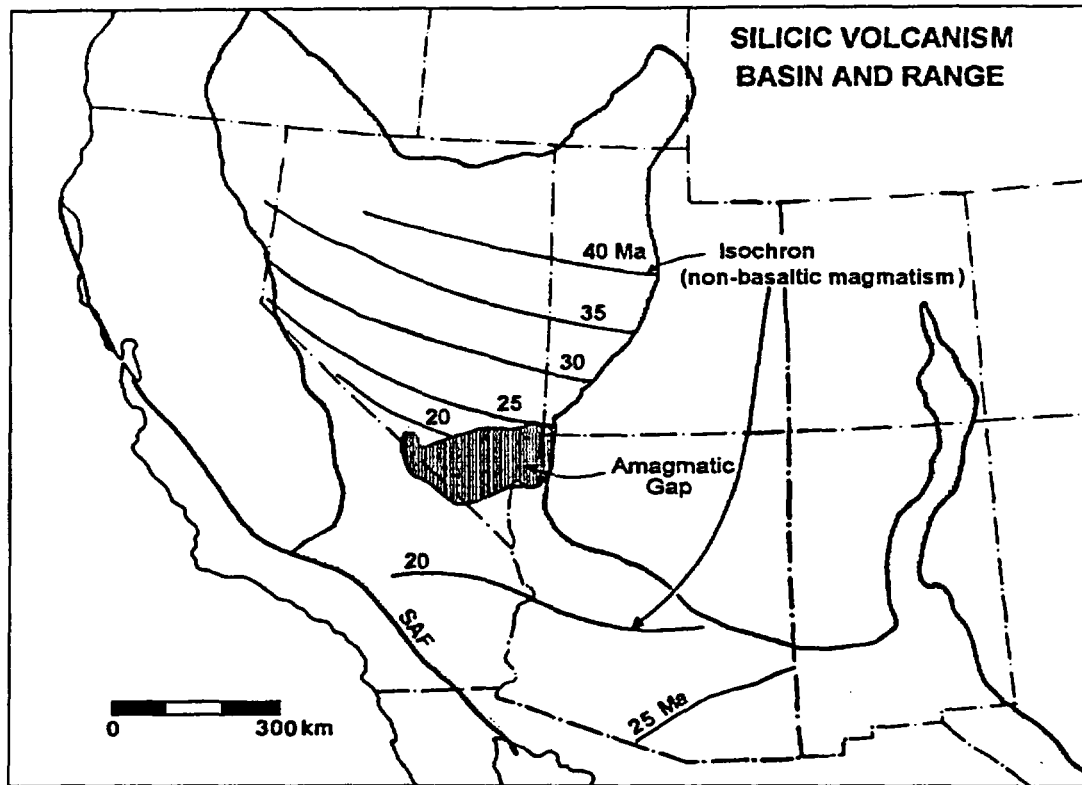 SILICIC VOLCANISM
BASIN AND RANGE
40 Ma
Isochron
(non-basaltic magmatism)
35
30
25
20
Amagmatic
Gap
20
SAF
25 Ma
0 300 km